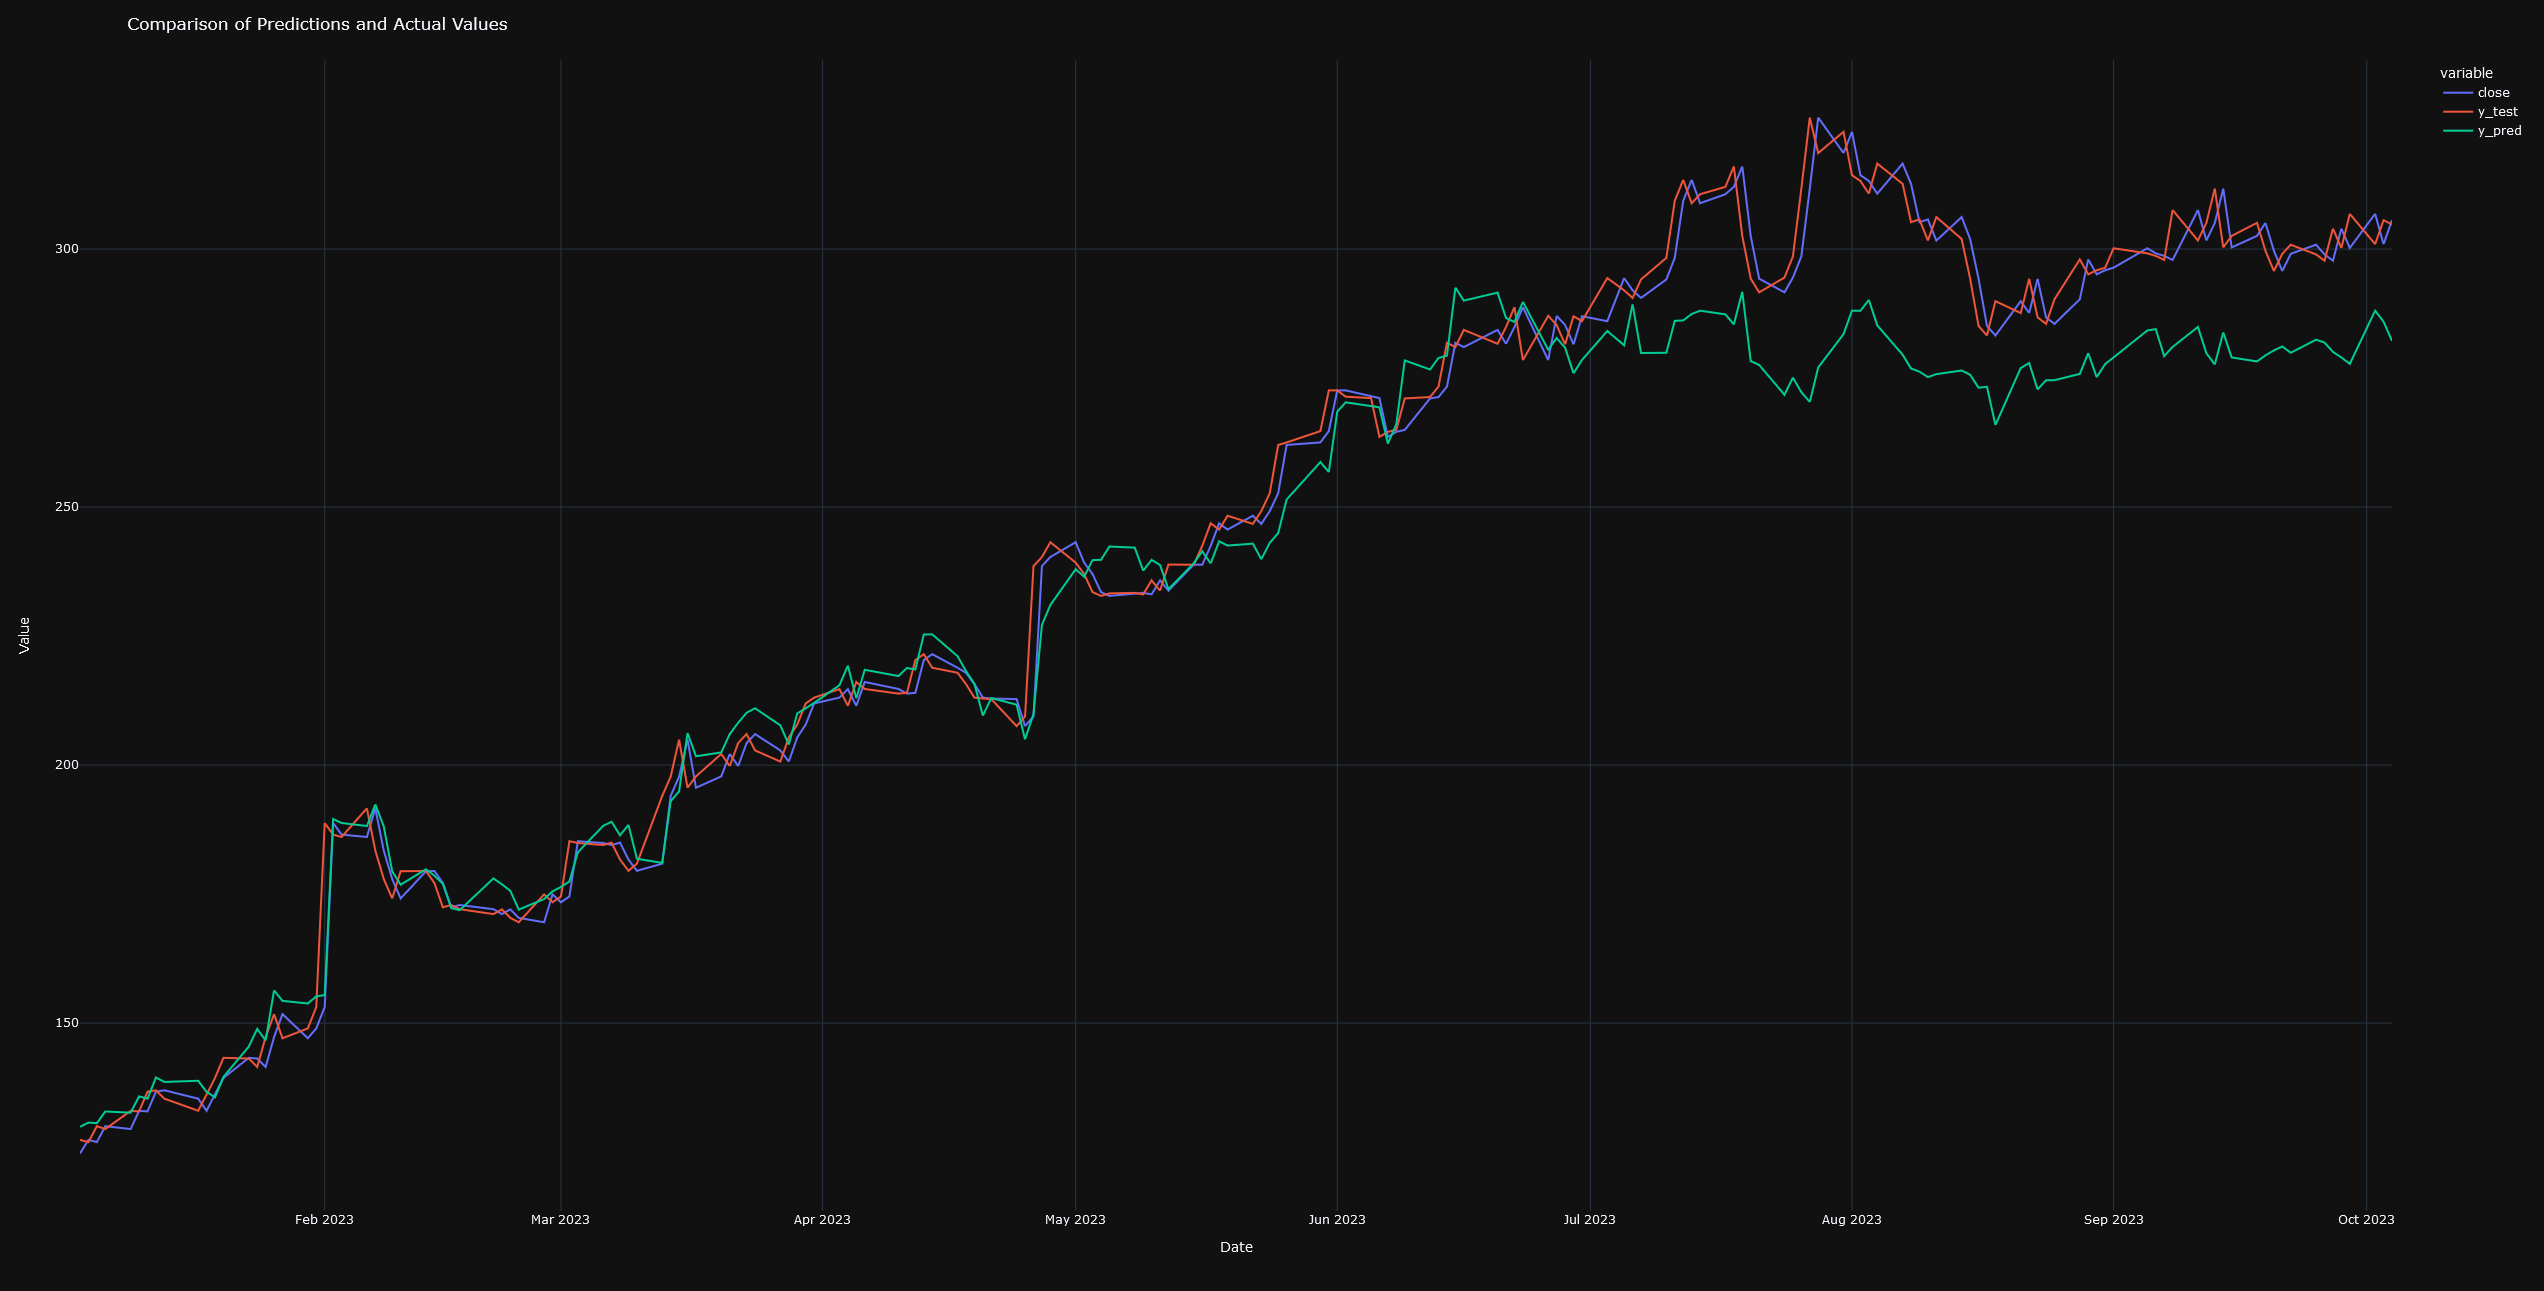 Comparison of Predictions and Actual Values
variable
close
y_test
y_pred
300
250
200
150
Value
Feb 2023
Mar 2023
Apr 2023
May 2023
Jun 2023
Jul 2023
Aug 2023
Sep 2023
Oct 2023
Date